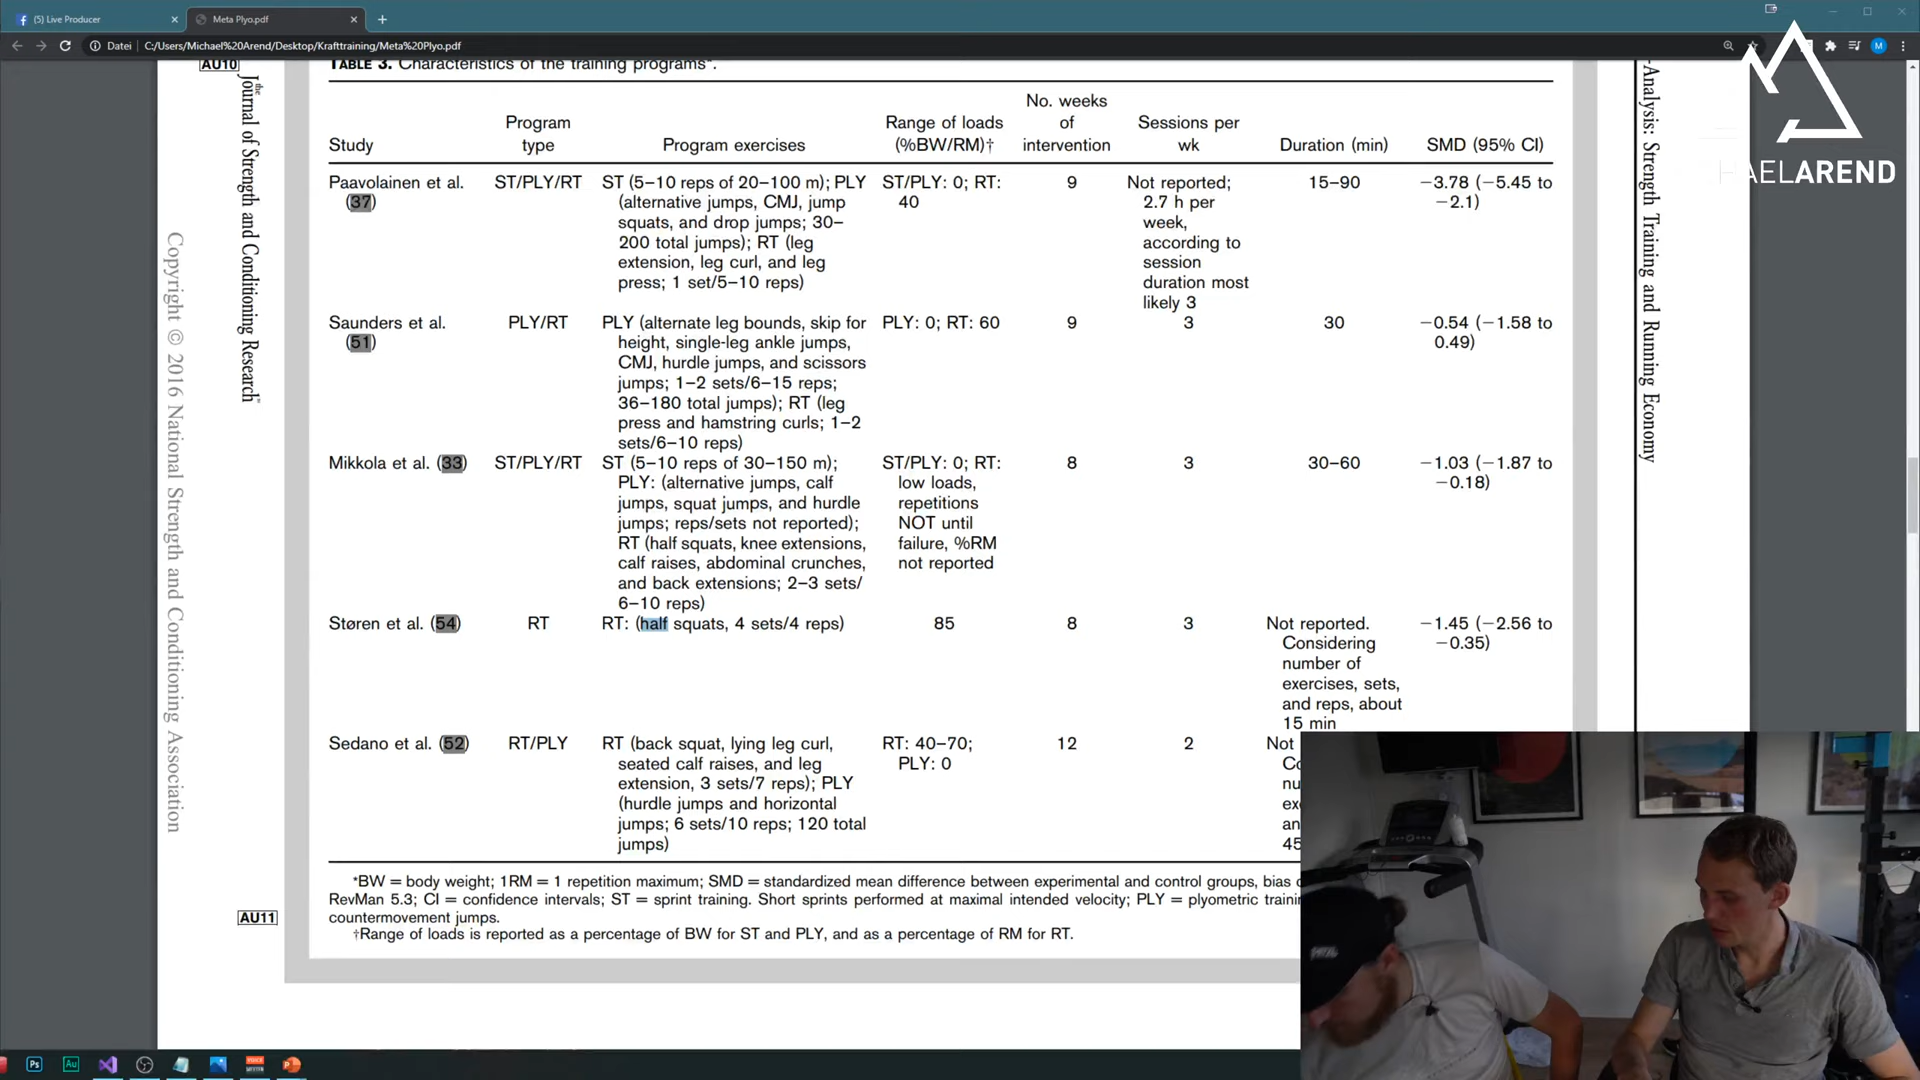 (5) Live Producer
Meta Plyo.pdf
Datei
C:/Users/Michael%20Arend/Desktop/Krafttraining/Meta%20Plyo.pdf
AU10
TABLE 3. Characteristics of the training programs*.
Study
Program type
Program exercises
Range of loads (%BW/RM)†
No. weeks of intervention
Sessions per wk
Duration (min)
SMD (95% CI)
Paavolainen et al. (37)
ST/PLY/RT
ST (5–10 reps of 20–100 m); PLY
(alternative jumps, CMJ, jump
squats, and drop jumps; 30–
200 total jumps); RT (leg
extension, leg curl, and leg
press; 1 set/5–10 reps)
ST/PLY: 0; RT:
40
9
Not reported;
2.7 h per
week,
according to
session
duration most
likely 3
15–90
−3.78 (−5.45 to
−2.1)
Saunders et al.
(51)
PLY/RT
PLY (alternate leg bounds, skip for
height, single-leg ankle jumps,
CMJ, hurdle jumps, and scissors
jumps; 1–2 sets/6–15 reps;
36–180 total jumps); RT (leg
press and hamstring curls; 1–2
sets/6–10 reps)
PLY: 0; RT: 60
9
3
30
−0.54 (−1.58 to
0.49)
Mikkola et al. (33)
ST/PLY/RT
ST (5–10 reps of 30–150 m);
PLY: (alternative jumps, calf
jumps, squat jumps, and hurdle
jumps; reps/sets not reported);
RT (half squats, knee extensions,
calf raises, abdominal crunches,
and back extensions; 2–3 sets/
6–10 reps)
ST/PLY: 0; RT:
low loads,
repetitions
NOT until
failure, %RM
not reported
8
3
30–60
−1.03 (−1.87 to
−0.18)
Støren et al. (54)
RT
RT: (half squats, 4 sets/4 reps)
85
8
3
Not reported.
Considering
number of
exercises, sets,
and reps, about
15 min
−1.45 (−2.56 to
−0.35)
Sedano et al. (52)
RT/PLY
RT (back squat, lying leg curl,
seated calf raises, and leg
extension, 3 sets/7 reps); PLY
(hurdle jumps and horizontal
jumps; 6 sets/10 reps; 120 total
jumps)
RT: 40–70;
PLY: 0
12
2
Not
Co
nu
ex
an
45
*BW = body weight; 1RM = 1 repetition maximum; SMD = standardized mean difference between experimental and control groups, bias c
RevMan 5.3; CI = confidence intervals; ST = sprint training. Short sprints performed at maximal intended velocity; PLY = plyometric trainin
countermovement jumps.
†Range of loads is reported as a percentage of BW for ST and PLY, and as a percentage of RM for RT.
AU11
the
Journal of Strength and Conditioning Research
Copyright © 2016 National Strength and Conditioning Association
-Analysis: Strength Training and Running Economy
HAELAREND
M
Ps
Au